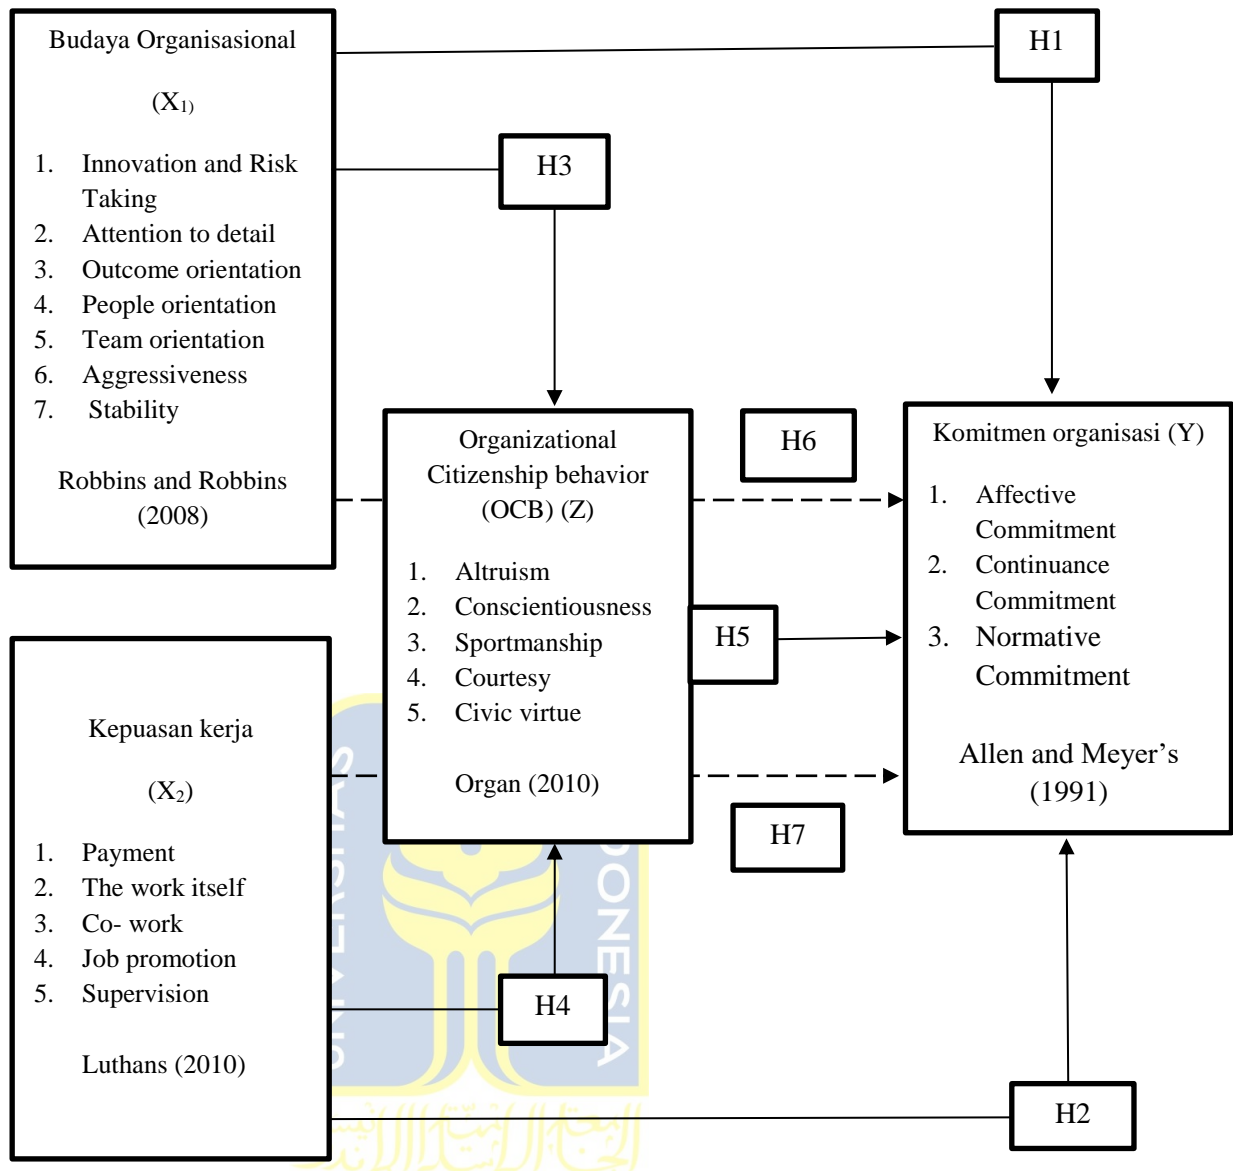 Budaya Organisasional
(X1)
1. Innovation and Risk
Taking
2. Attention to detail
3. Outcome orientation
4. People orientation
5. Team orientation
6. Aggressiveness
7. Stability
Robbins and Robbins
(2008)
H1
H3
Organizational
Citizenship behavior
(OCB) (Z)
1. Altruism
2. Conscientiousness
3. Sportmanship
4. Courtesy
5. Civic virtue
Organ (2010)
H6
H5
H7
Komitmen organisasi (Y)
1. Affective
Commitment
2. Continuance
Commitment
3. Normative
Commitment
Allen and Meyer’s
(1991)
Kepuasan kerja
(X2)
1. Payment
2. The work itself
3. Co- work
4. Job promotion
5. Supervision
Luthans (2010)
H4
H2